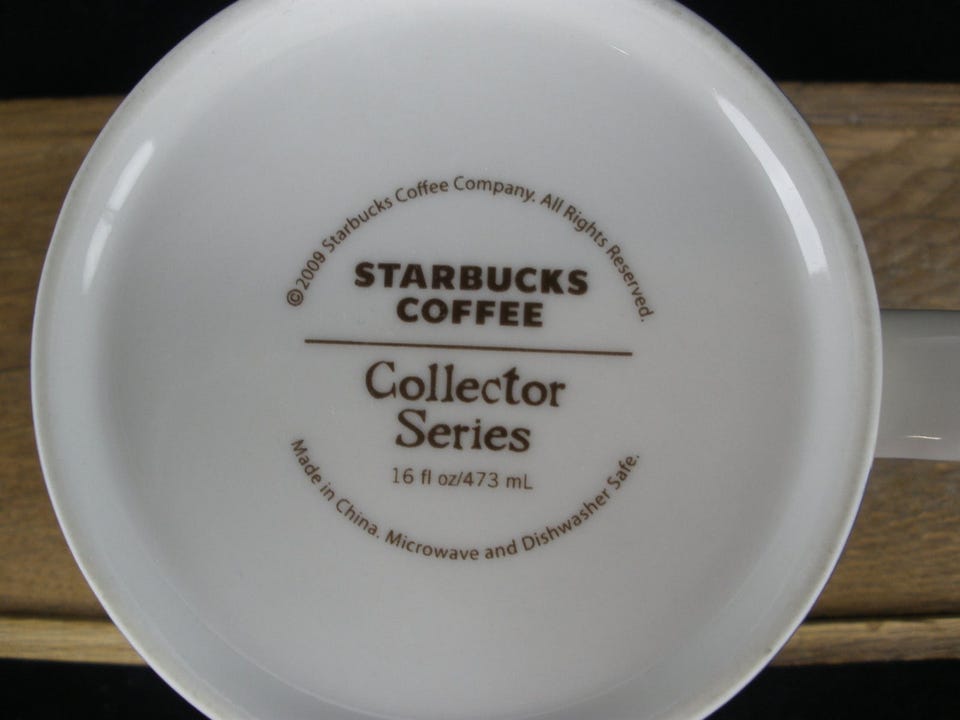 ©2009 Starbucks Coffee Company. All Rights Reserved.
STARBUCKS
COFFEE
Collector
Series
16 fl oz/473 mL
Made in China. Microwave and Dishwasher Safe.